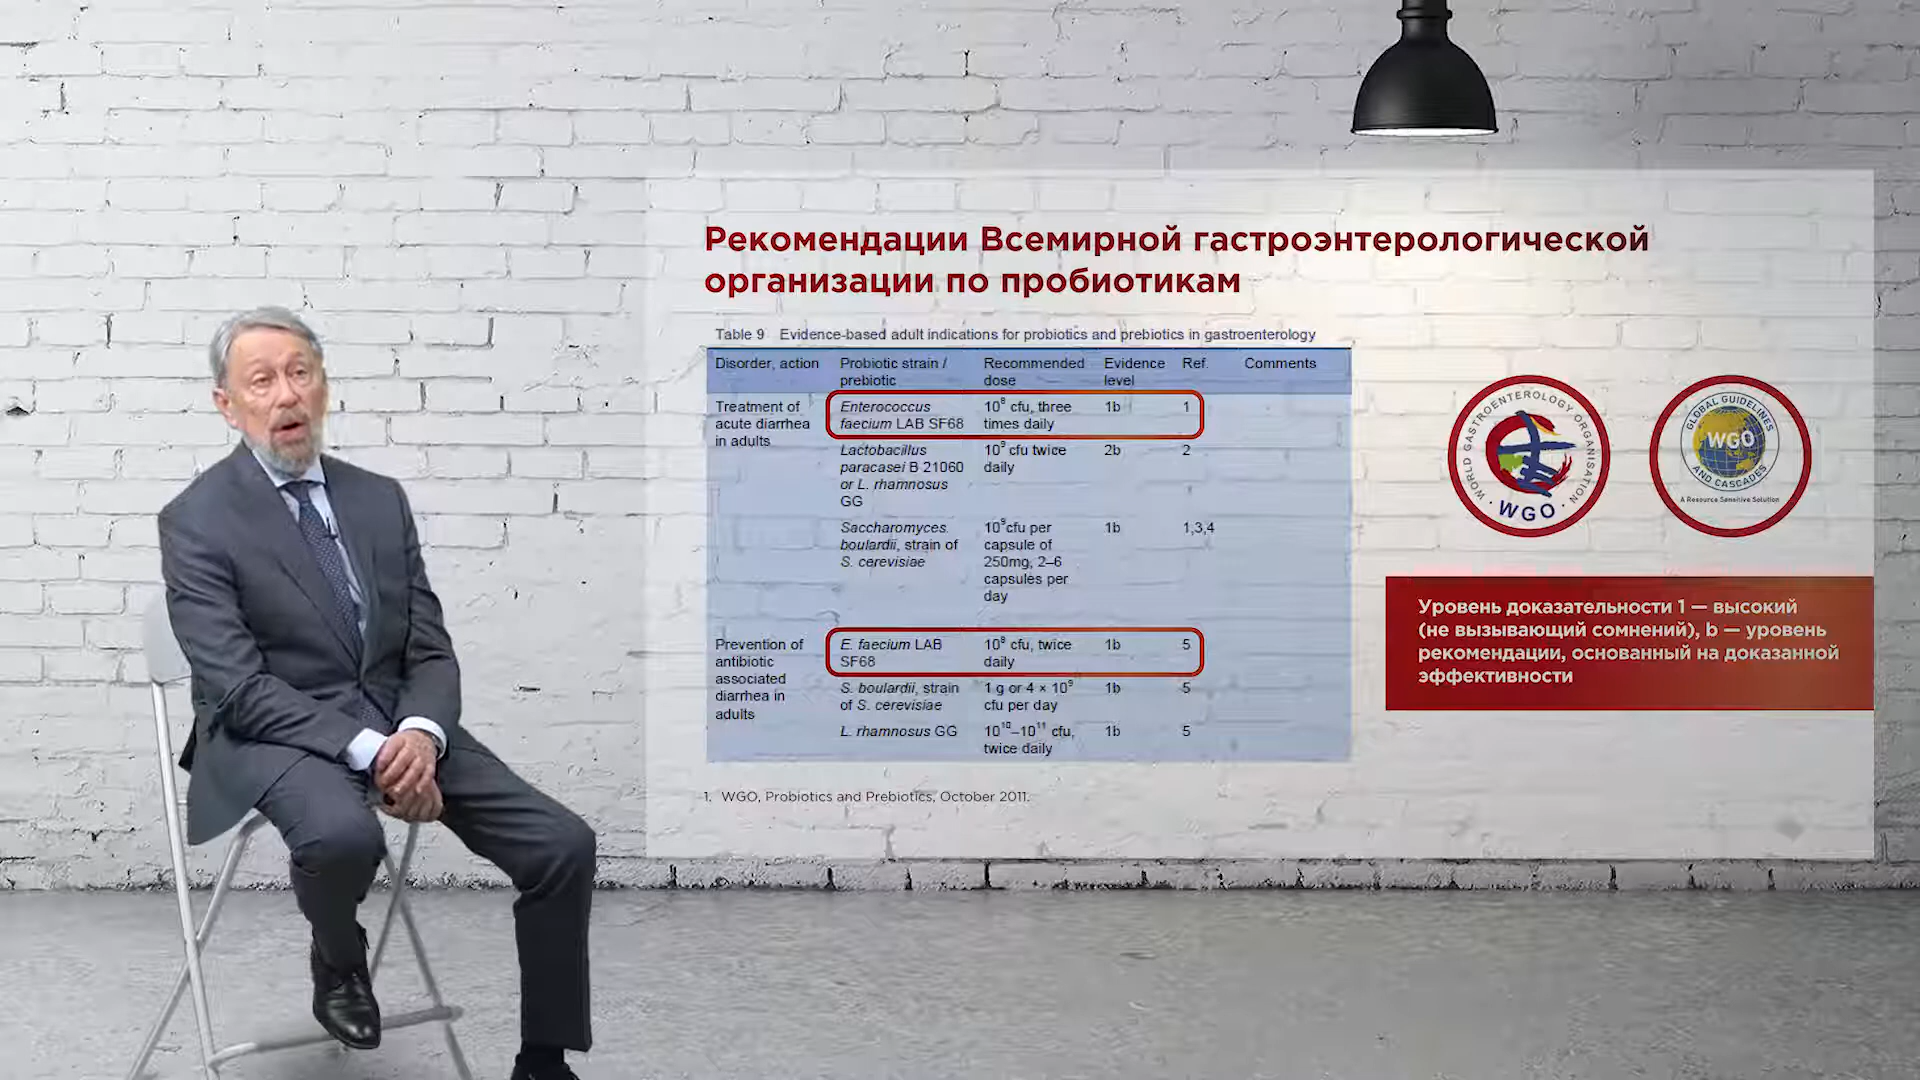 Рекомендации Всемирной гастроэнтерологической
организации по пробиотикам
Table 9 Evidence-based adult indications for probiotics and prebiotics in gastroenterology
Disorder, action
Probiotic strain /
prebiotic
Recommended
dose
Evidence
level
Ref.
Comments
Treatment of
acute diarrhea
in adults
Enterococcus
faecium LAB SF68
10⁸ cfu, three
times daily
1b
1
Lactobacillus
paracasei B 21060
or L. rhamnosus
GG
10⁹ cfu twice
daily
2b
2
Saccharomyces
boulardii, strain of
S. cerevisiae
10⁹cfu per
capsule of
250mg, 2–6
capsules per
day
1b
1,3,4
Prevention of
antibiotic
associated
diarrhea in
adults
E. faecium LAB
SF68
10⁸ cfu, twice
daily
1b
5
S. boulardii, strain
of S. cerevisiae
1 g or 4 × 10⁹
cfu per day
1b
5
L. rhamnosus GG
10¹⁰–10¹¹ cfu,
twice daily
1b
5
1. WGO, Probiotics and Prebiotics, October 2011.
WORLD GASTROENTEROLOGY ORGANISATION
· WGO ·
GLOBAL GUIDELINES
WGO
AND CASCADES
A Resource Sensitive Solution
Уровень доказательности 1 — высокий
(не вызывающий сомнений), b — уровень
рекомендации, основанный на доказанной
эффективности